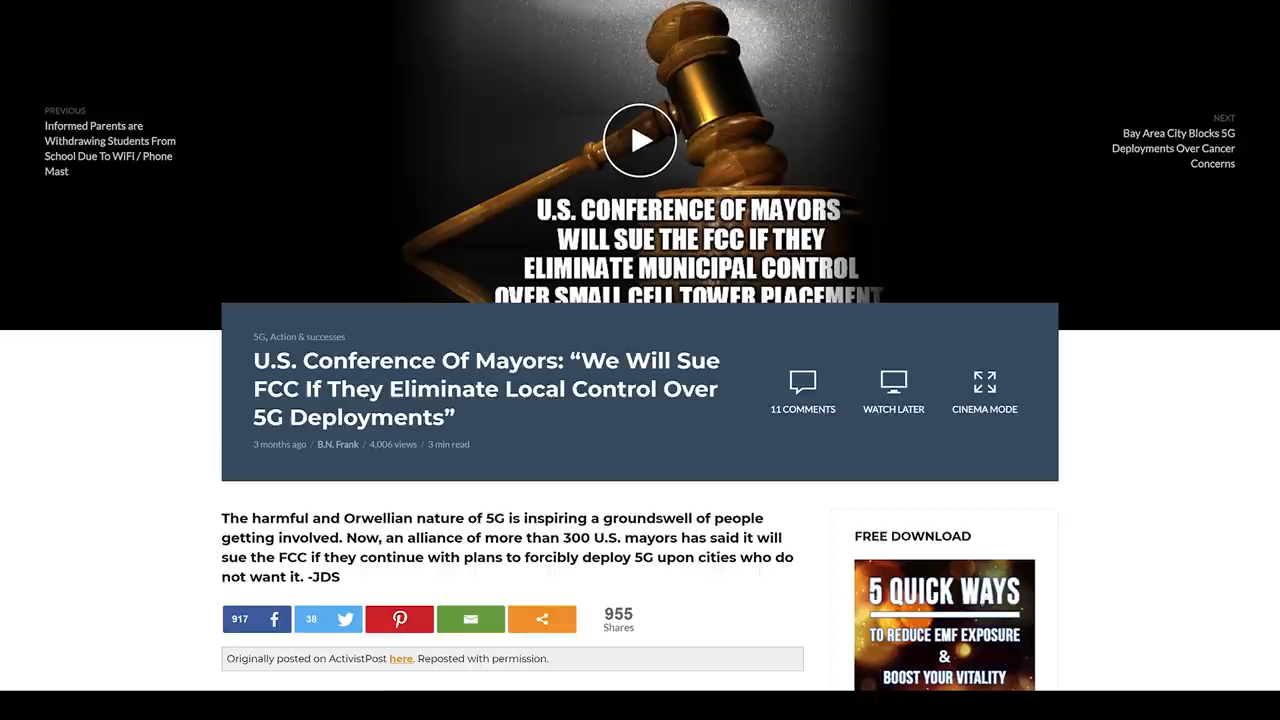 PREVIOUS
Informed Parents are
Withdrawing Students From
School Due To WiFi / Phone
Mast
NEXT
Bay Area City Blocks 5G
Deployments Over Cancer
Concerns
U.S. CONFERENCE OF MAYORS
WILL SUE THE FCC IF THEY
ELIMINATE MUNICIPAL CONTROL
OVER SMALL CELL TOWER PLACEMENT
5G, Action & successes
U.S. Conference Of Mayors: “We Will Sue
FCC If They Eliminate Local Control Over
5G Deployments”
3 months ago / B.N. Frank / 4,006 views / 3 min read
11 COMMENTS
WATCH LATER
CINEMA MODE
The harmful and Orwellian nature of 5G is inspiring a groundswell of people
getting involved. Now, an alliance of more than 300 U.S. mayors has said it will
sue the FCC if they continue with plans to forcibly deploy 5G upon cities who do
not want it. -JDS
917
38
955
Shares
Originally posted on ActivistPost here. Reposted with permission.
FREE DOWNLOAD
5 QUICK WAYS
TO REDUCE EMF EXPOSURE
&
BOOST YOUR VITALITY